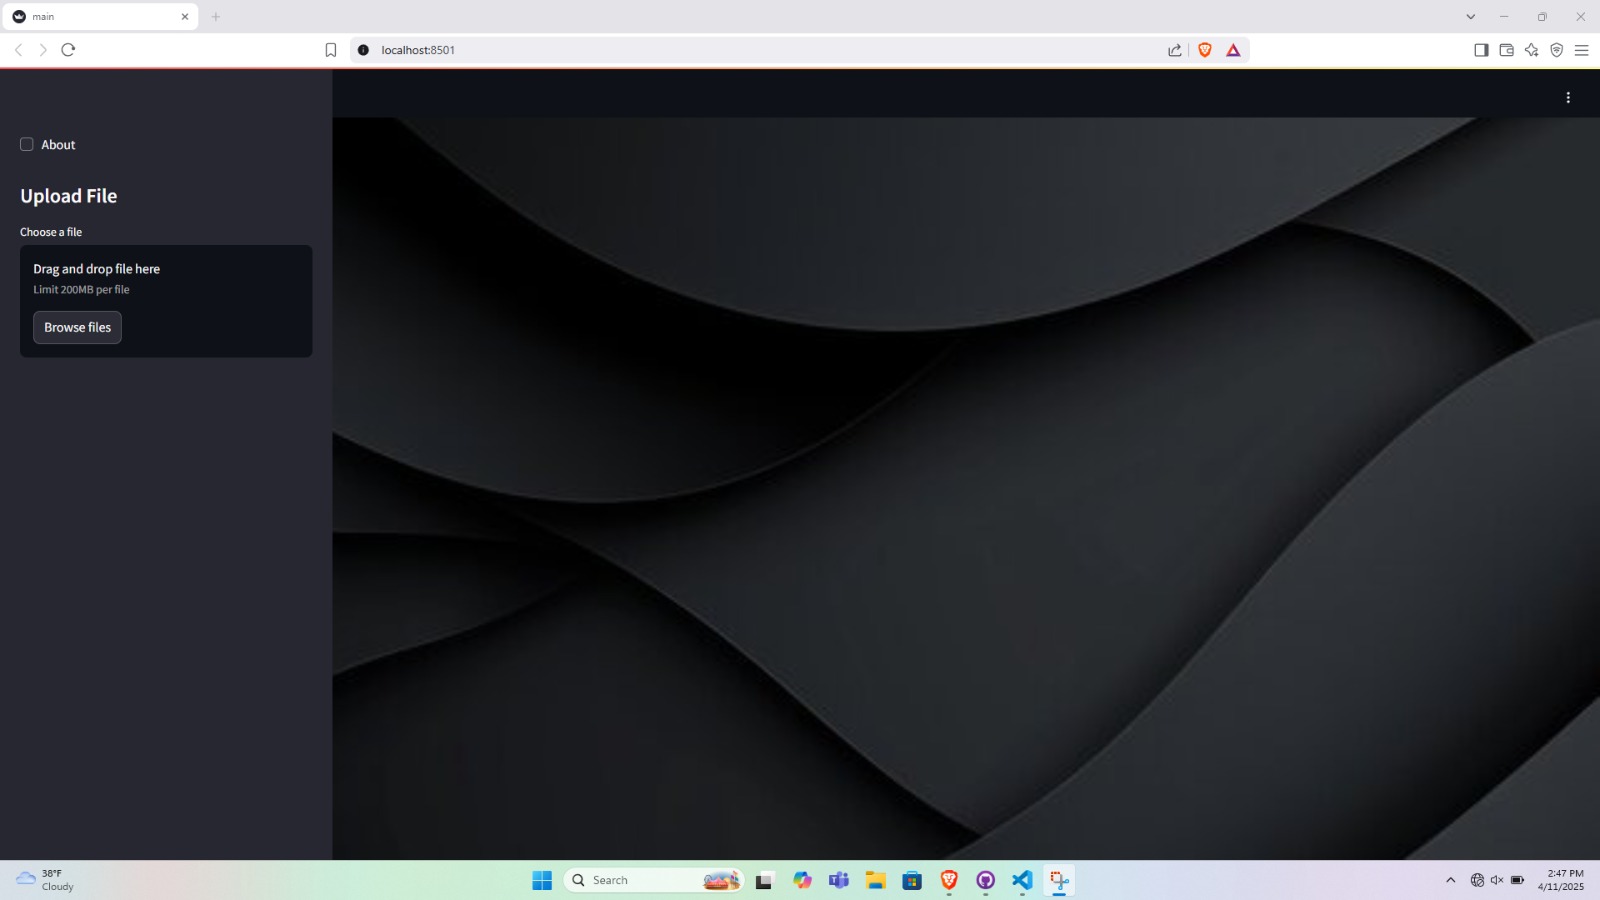 main
localhost:8501
About
Upload File
Choose a file
Drag and drop file here
Limit 200MB per file
Browse files
38°F
Cloudy
Search
2:47 PM
4/11/2025